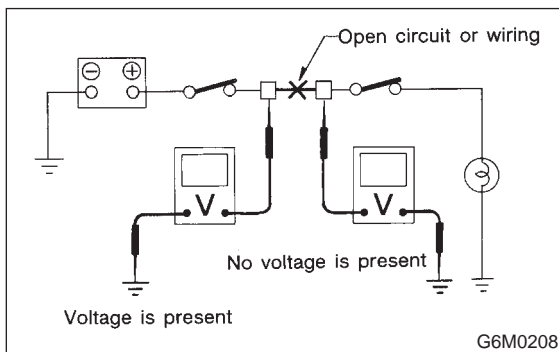 Open circuit or wiring
⊖ ⊕
V
V
No voltage is present
Voltage is present
G6M0208